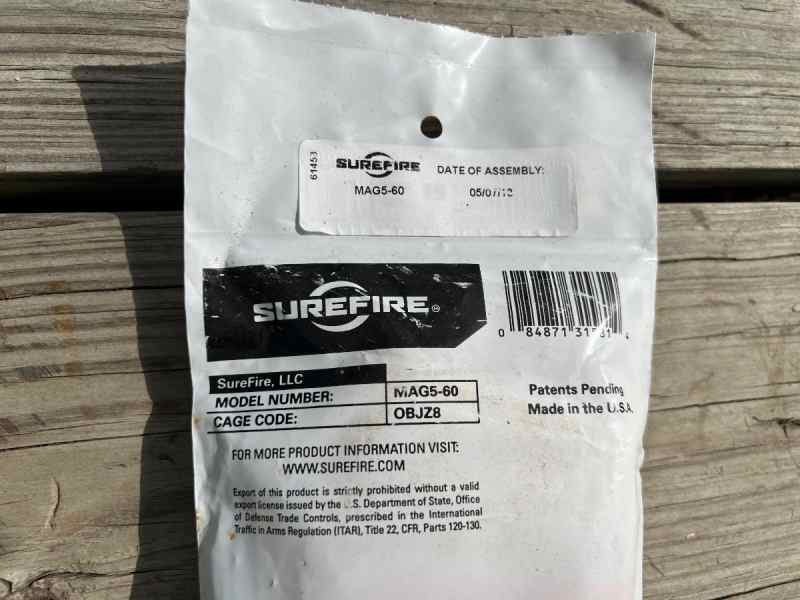 61453
SUREFIRE
DATE OF ASSEMBLY:
MAG5-60
SUREFIRE®
0 84871
SureFire, LLC
MODEL NUMBER: MAG5-60
CAGE CODE: OBJZ8
Patents Pending
Made in the U.S.A.
FOR MORE PRODUCT INFORMATION VISIT:
WWW.SUREFIRE.COM
Export of this product is strictly prohibited without a valid
export license issued by the U.S. Department of State, Office
of Defense Trade Controls, prescribed in the International
Traffic in Arms Regulation (ITAR), Title 22, CFR, Parts 120-130.